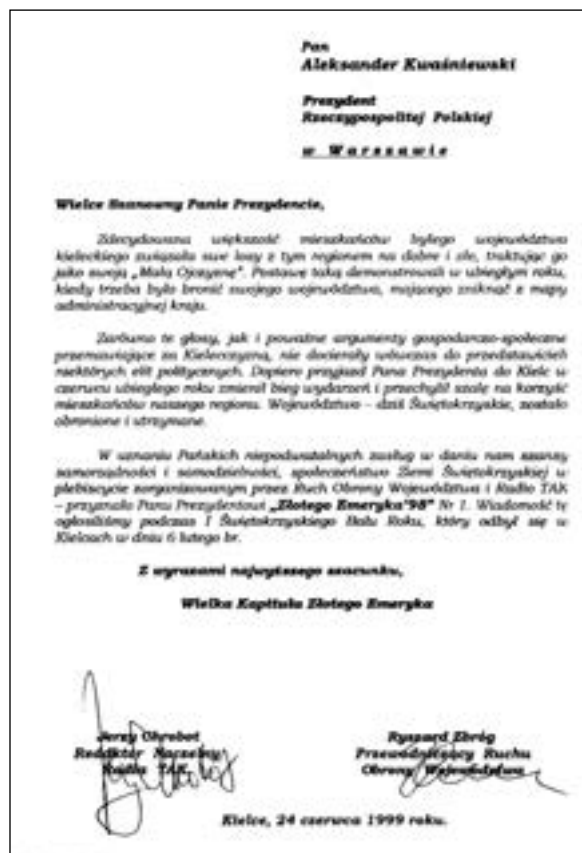 Pan
Aleksander Kwaśniewski
Prezydent
Rzeczypospolitej Polskiej
w Warszawie
Wielce Szanowny Panie Prezydencie,
Zdecydowana większość mieszkańców byłego województwa
kieleckiego związała swe losy z tym regionem na dobre i złe, traktując go
jako swoją „Małą Ojczyznę”. Postawę taką demonstrowali w ubiegłym roku,
kiedy trzeba było bronić swojego województwa, mającego zniknąć z mapy
administracyjnej kraju.
Zarówno te głosy, jak i poważne argumenty gospodarczo-społeczne
przemawiające za Kielecczyzną, nie docierały wówczas do przedstawicieli
niektórych elit politycznych. Dopiero przyjazd Pana Prezydenta do Kielc w
czerwcu ubiegłego roku zmienił bieg wydarzeń i przechylił szalę na korzyść
mieszkańców naszego regionu. Województwo – dziś Świętokrzyskie, zostało
obronione i utrzymane.
W uznaniu Pańskich niepodważalnych zasług w daniu nam szansy
samorządności i samodzielności, społeczeństwo Ziemi Świętokrzyskiej w
plebiscycie zorganizowanym przez Ruch Obrony Województwa i Radio TAK
– przyznało Panu Prezydentowi „Złotego Emeryka’98” Nr 1. Wiadomość tę
ogłosiliśmy podczas I Świętokrzyskiego Balu Roku, który odbył się w
Kielcach w dniu 6 lutego br.
Z wyrazami najwyższego szacunku,
Wielka Kapituła Złotego Emeryka
Jerzy Chrobot
Redaktor Naczelny
Radia TAK
Ryszard Zbróg
Przewodniczący Ruchu
Obrony Województwa
Kielce, 24 czerwca 1999 roku.